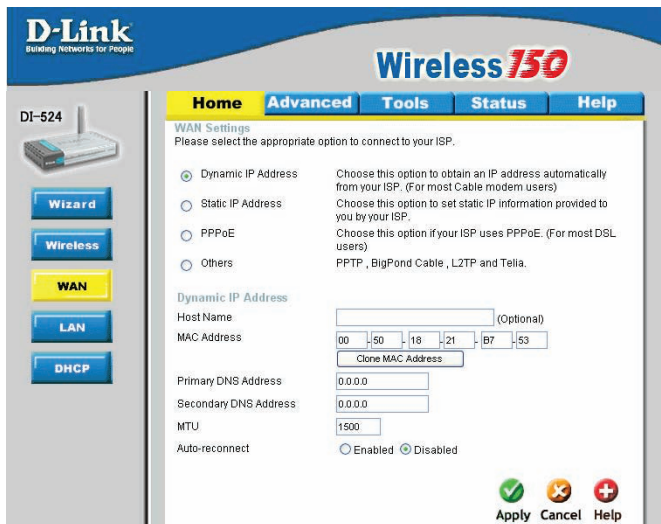 D-Link
Building Networks for People
Wireless 150
DI-524
Home Advanced Tools Status Help
Wizard
Wireless
WAN
LAN
DHCP
WAN Settings
Please select the appropriate option to connect to your ISP.
Dynamic IP Address Choose this option to obtain an IP address automatically
from your ISP. (For most Cable modem users)
Static IP Address Choose this option to set static IP information provided to
you by your ISP.
PPPoE Choose this option if your ISP uses PPPoE. (For most DSL
users)
Others PPTP , BigPond Cable , L2TP and Telia.
Dynamic IP Address
Host Name (Optional)
MAC Address 00 - 50 - 18 - 21 - B7 - 53
Clone MAC Address
Primary DNS Address 0.0.0.0
Secondary DNS Address 0.0.0.0
MTU 1500
Auto-reconnect Enabled Disabled
Apply Cancel Help